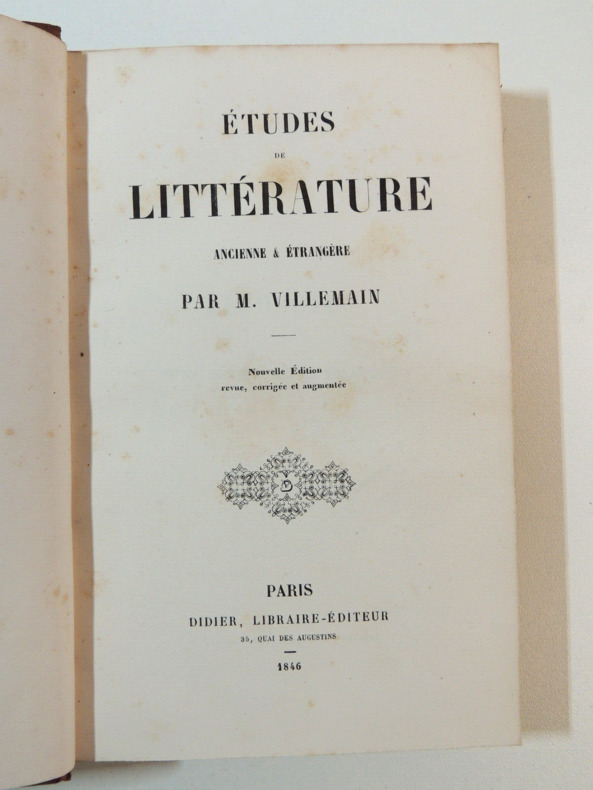 ÉTUDES
DE
LITTÉRATURE
ANCIENNE & ÉTRANGÈRE
PAR M. VILLEMAIN
Nouvelle Édition
revue, corrigée et augmentée
D
PARIS
DIDIER, LIBRAIRE-ÉDITEUR
35, QUAI DES AUGUSTINS
1846